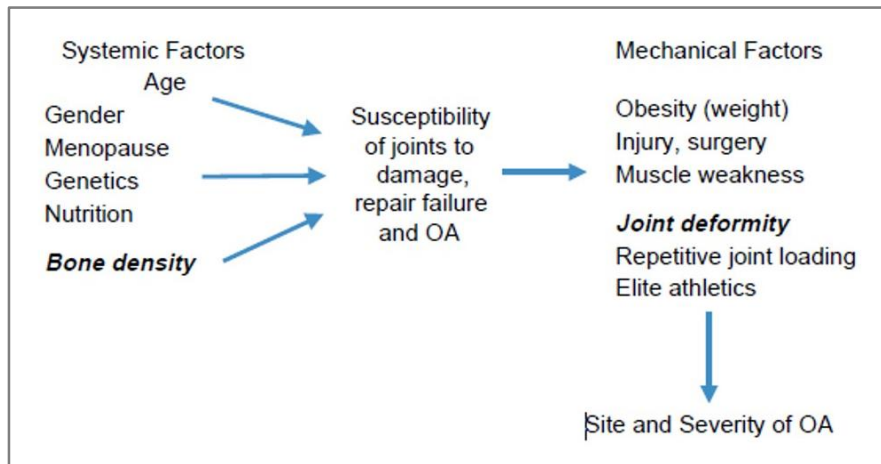 Systemic Factors
Age
Gender
Menopause
Genetics
Nutrition
Bone density
Susceptibility
of joints to
damage,
repair failure
and OA
Mechanical Factors
Obesity (weight)
Injury, surgery
Muscle weakness
Joint deformity
Repetitive joint loading
Elite athletics
Site and Severity of OA